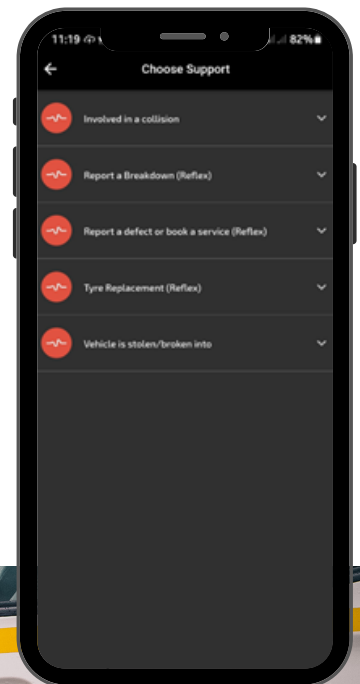 11:19
82%
Choose Support
Involved in a collision
Report a Breakdown (Reflex)
Report a defect or book a service (Reflex)
Tyre Replacement (Reflex)
Vehicle is stolen/broken into